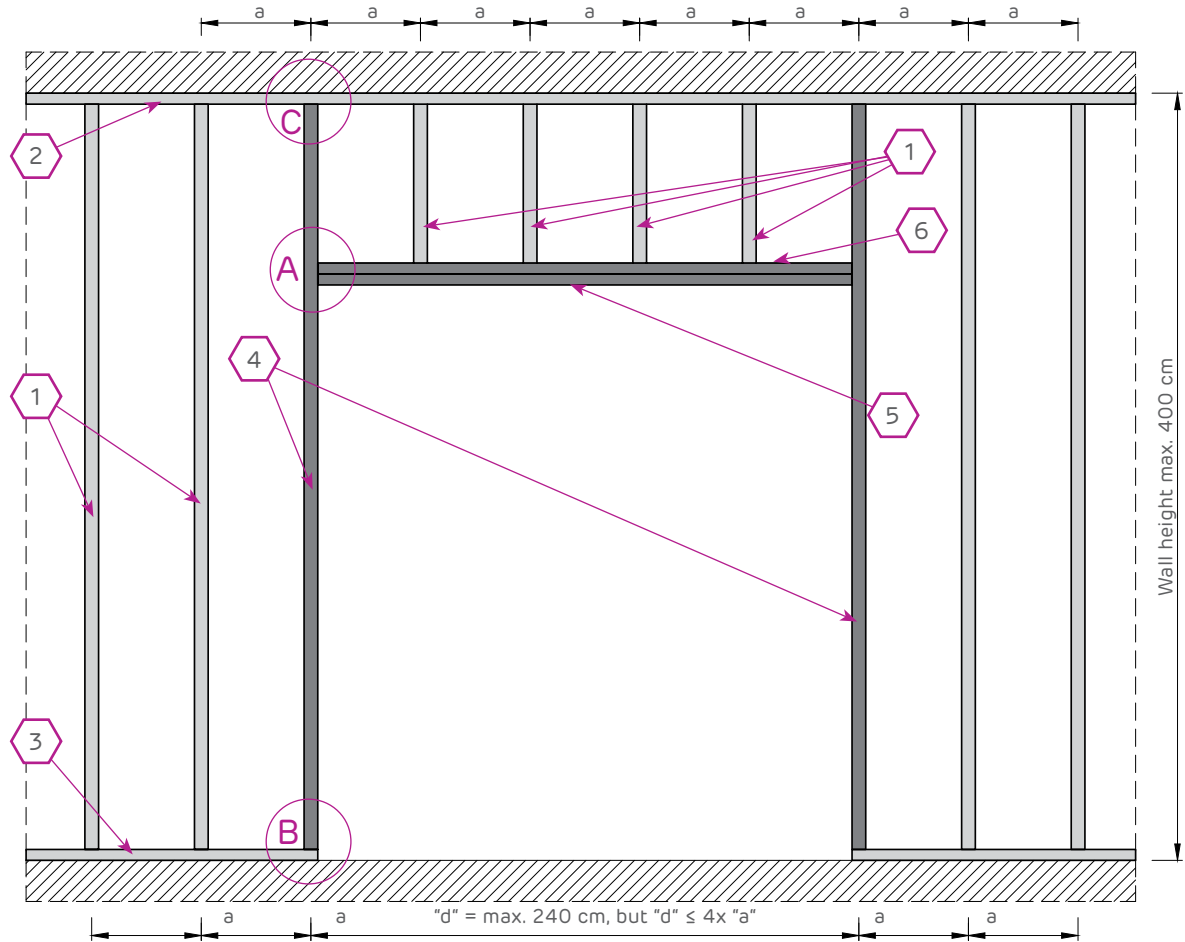 a a a a a a a a
C
2
1
6
A
4
1
5
Wall height max. 400 cm
3
B
a a "d" = max. 240 cm, but "d" ≤ 4x "a" a a